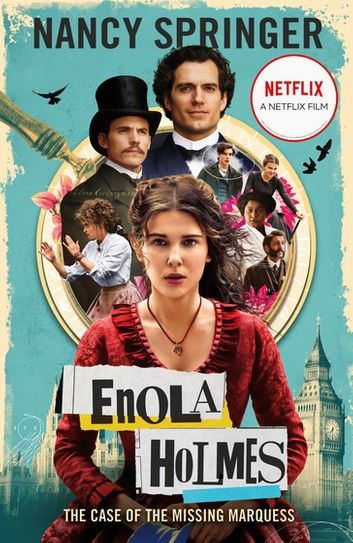 NANCY SPRINGER
NETFLIX
A NETFLIX FILM
ENOLA
HOLMES
THE CASE OF THE MISSING MARQUESS